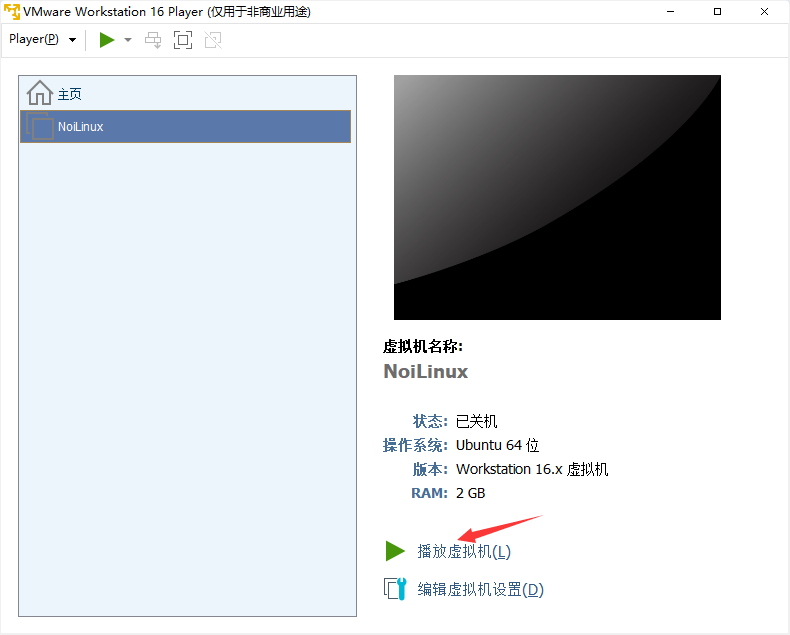 VMware Workstation 16 Player (仅用于非商业用途)
Player(P)
主页
NoiLinux
虚拟机名称:
NoiLinux
状态: 已关机
操作系统: Ubuntu 64 位
版本: Workstation 16.x 虚拟机
RAM: 2 GB
播放虚拟机(L)
编辑虚拟机设置(D)